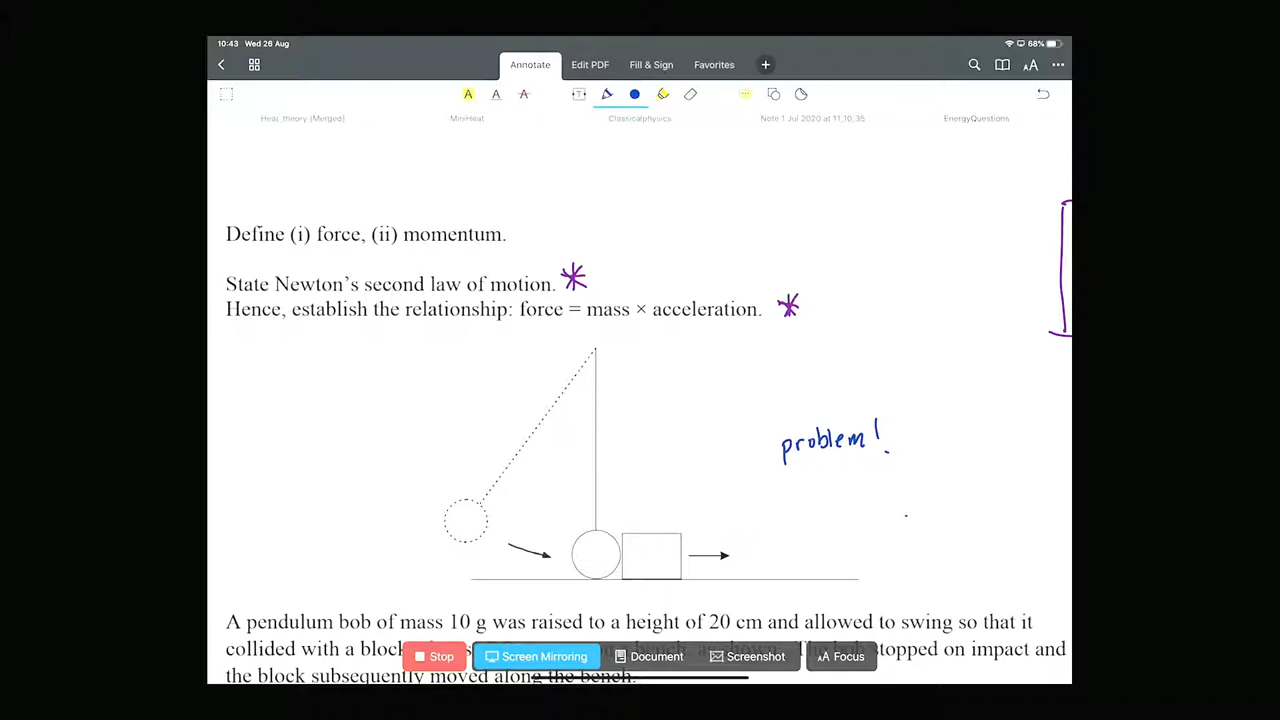 10:43 Wed 26 Aug
68%
Annotate Edit PDF Fill & Sign Favorites
A A A T
Heat_theory (Merged) MiniHeat Classicalphysics Note 1 Jul 2020 at 11_10_35 EnergyQuestions
Define (i) force, (ii) momentum.
State Newton's second law of motion.
Hence, establish the relationship: force = mass × acceleration.
problem!
A pendulum bob of mass 10 g was raised to a height of 20 cm and allowed to swing so that it
collided with a block stopped on impact and
Stop Screen Mirroring Document Screenshot AA Focus
the block subsequently moved along the bench.